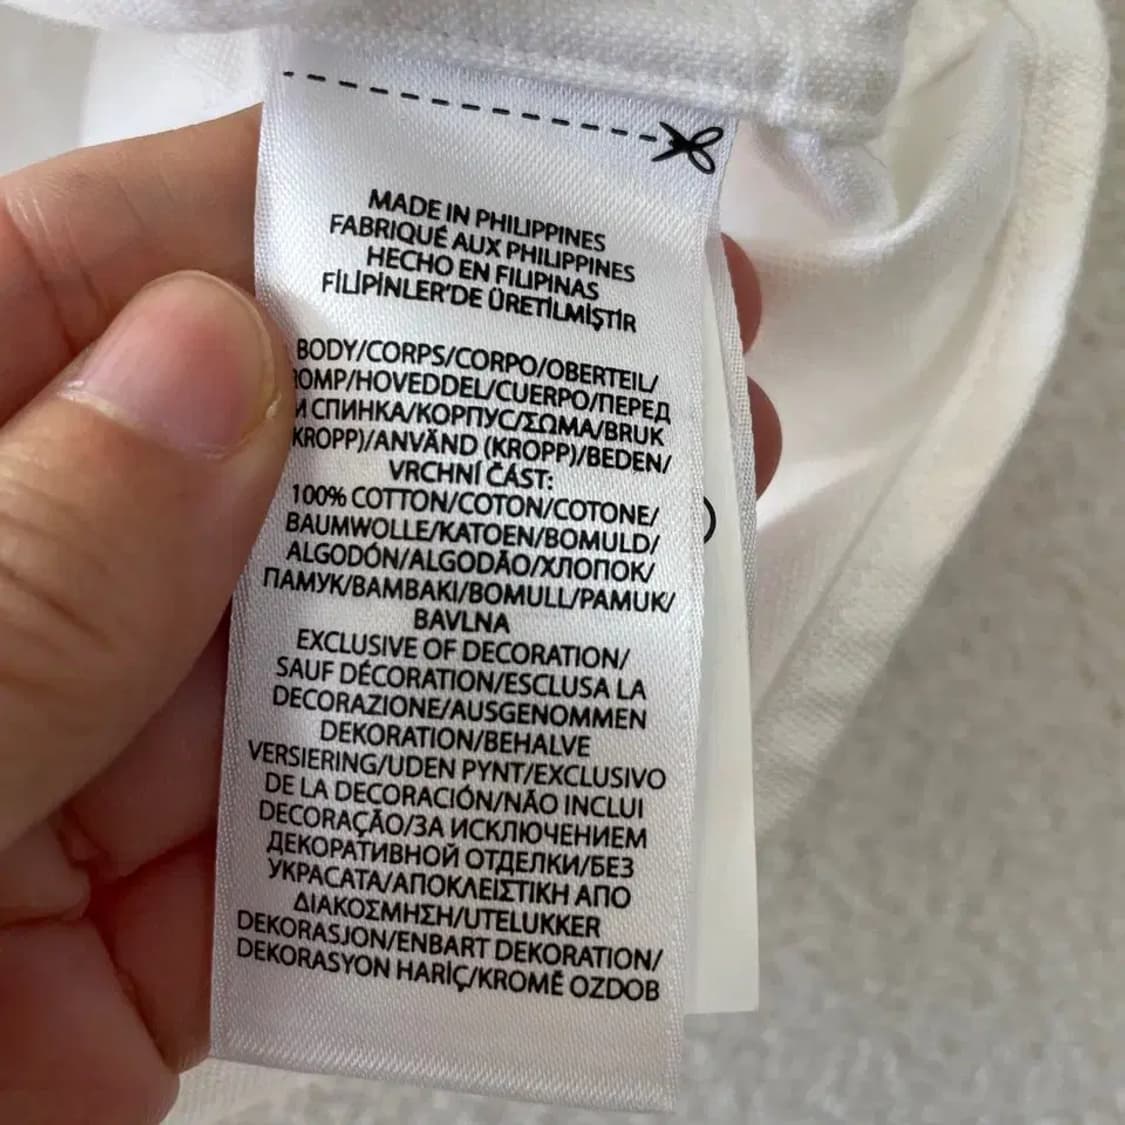 MADE IN PHILIPPINES
FABRIQUÉ AUX PHILIPPINES
HECHO EN FILIPINAS
FİLİPİNLER'DE ÜRETİLMİŞTİR
BODY/CORPS/CORPO/OBERTEIL/
ROMP/HOVEDDEL/CUERPO/ПЕРЕД
И СПИНКА/КОРПУС/ΣΩΜΑ/BRUK
KROPP)/ANVÄND (KROPP)/BEDEN/
VRCHNÍ ČÁST:
100% COTTON/COTON/COTONE/
BAUMWOLLE/KATOEN/BOMULD/
ALGODÓN/ALGODÃO/ХЛОПОК/
ПАМУК/ΒΑΜΒΑΚΙ/BOMULL/PAMUK/
BAVLNA
EXCLUSIVE OF DECORATION/
SAUF DÉCORATION/ESCLUSA LA
DECORAZIONE/AUSGENOMMEN
DEKORATION/BEHALVE
VERSIERING/UDEN PYNT/EXCLUSIVO
DE LA DECORACIÓN/NÃO INCLUI
DECORAÇÃO/ЗА ИСКЛЮЧЕНИЕМ
ДЕКОРАТИВНОЙ ОТДЕЛКИ/БЕЗ
УКРАСАТА/ΑΠΟΚΛΕΙΣΤΙΚΗ ΑΠΟ
ΔΙΑΚΟΣΜΗΣΗ/UTELUKKER
DEKORASJON/ENBART DEKORATION/
DEKORASYON HARİÇ/KROMĚ OZDOB